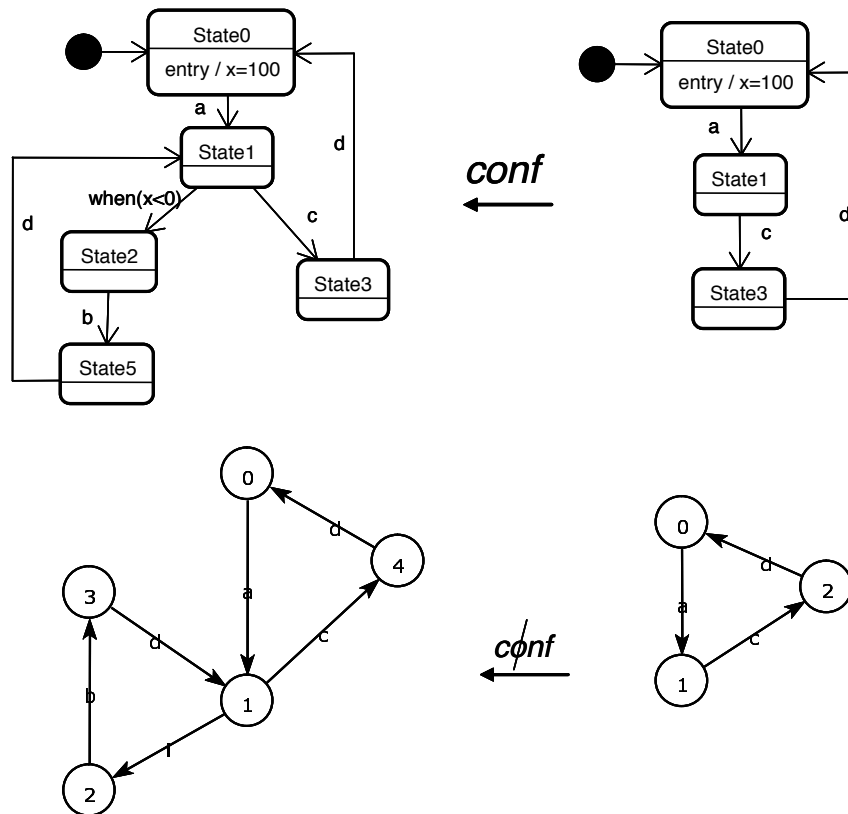 State0
entry / x=100
a
State1
d
when(x<0)
c
d
State2
State3
b
State5
conf
State0
entry / x=100
a
State1
c
d
State3
0
d
4
3
a
c
d
b
1
l
2
conf
0
d
2
a
c
1